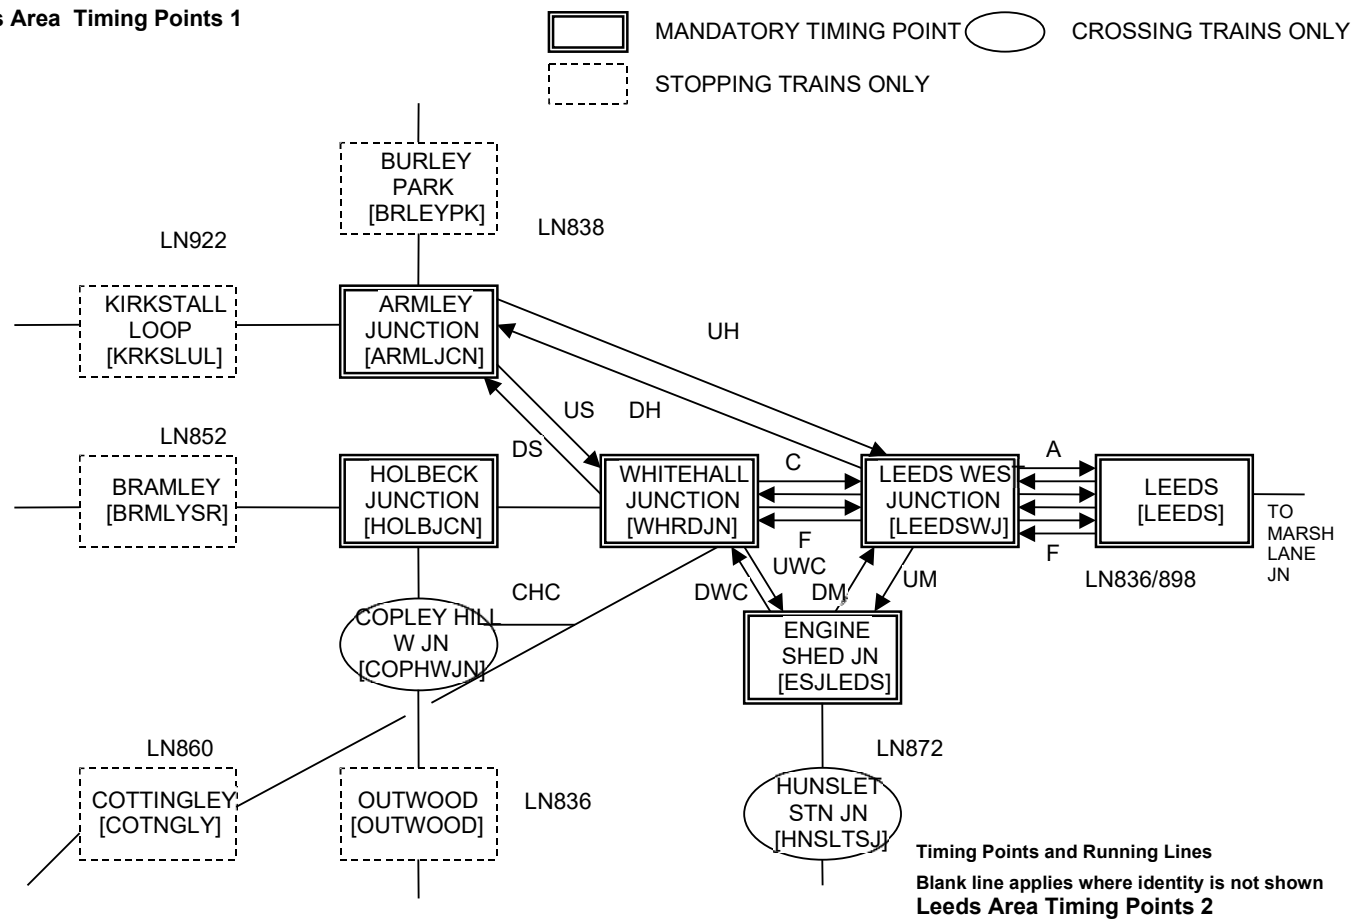 s Area Timing Points 1
MANDATORY TIMING POINT
CROSSING TRAINS ONLY
STOPPING TRAINS ONLY
BURLEY
PARK
[BRLEYPK]
LN922
LN838
KIRKSTALL
LOOP
[KRKSLUL]
ARMLEY
JUNCTION
[ARMLJCN]
UH
US
DH
DS
LN852
BRAMLEY
[BRMLYSR]
HOLBECK
JUNCTION
[HOLBJCN]
WHITEHALL
JUNCTION
[WHRDJN]
C
LEEDS WEST
JUNCTION
[LEEDSWJ]
A
LEEDS
[LEEDS]
TO
MARSH
LANE
JN
F
F
UWC
DWC
DM
UM
LN836/898
CHC
COPLEY HILL
W JN
[COPHWJN]
ENGINE
SHED JN
[ESJLEDS]
LN860
LN872
COTTINGLEY
[COTNGLY]
OUTWOOD
[OUTWOOD]
LN836
HUNSLET
STN JN
[HNSLTSJ]
Timing Points and Running Lines
Blank line applies where identity is not shown
Leeds Area Timing Points 2